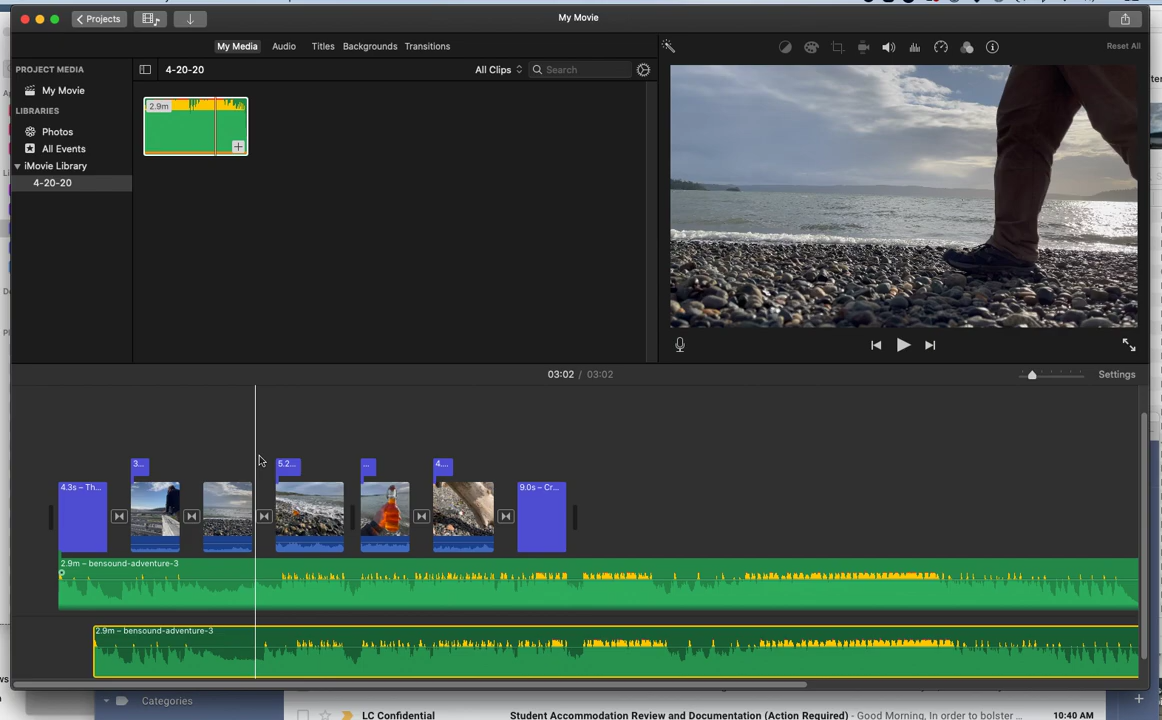 My Movie
Projects
My Media Audio Titles Backgrounds Transitions
Reset All
PROJECT MEDIA
4-20-20
All Clips
Search
My Movie
LIBRARIES
2.9m
Photos
All Events
iMovie Library
4-20-20
03:02 / 03:02
Settings
3...
5.2...
...
4....
4.3s – Th...
9.0s – Cr...
2.9m – bensound-adventure-3
2.9m – bensound-adventure-3
Categories
LC Confidential
Student Accommodation Review and Documentation (Action Required) - Good Morning, In order to bolster ...
10:40 AM